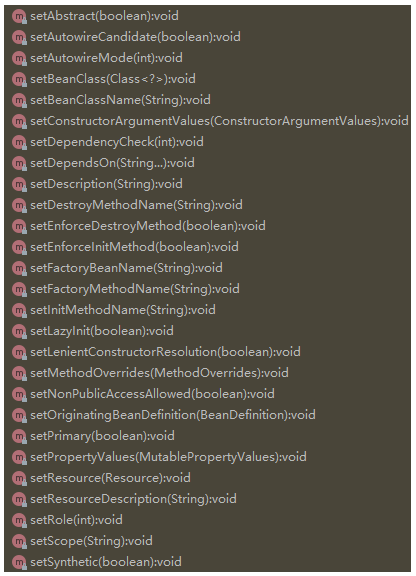 setAbstract(boolean):void
setAutowireCandidate(boolean):void
setAutowireMode(int):void
setBeanClass(Class<?>):void
setBeanClassName(String):void
setConstructorArgumentValues(ConstructorArgumentValues):void
setDependencyCheck(int):void
setDependsOn(String...):void
setDescription(String):void
setDestroyMethodName(String):void
setEnforceDestroyMethod(boolean):void
setEnforceInitMethod(boolean):void
setFactoryBeanName(String):void
setFactoryMethodName(String):void
setInitMethodName(String):void
setLazyInit(boolean):void
setLenientConstructorResolution(boolean):void
setMethodOverrides(MethodOverrides):void
setNonPublicAccessAllowed(boolean):void
setOriginatingBeanDefinition(BeanDefinition):void
setPrimary(boolean):void
setPropertyValues(MutablePropertyValues):void
setResource(Resource):void
setResourceDescription(String):void
setRole(int):void
setScope(String):void
setSynthetic(boolean):void